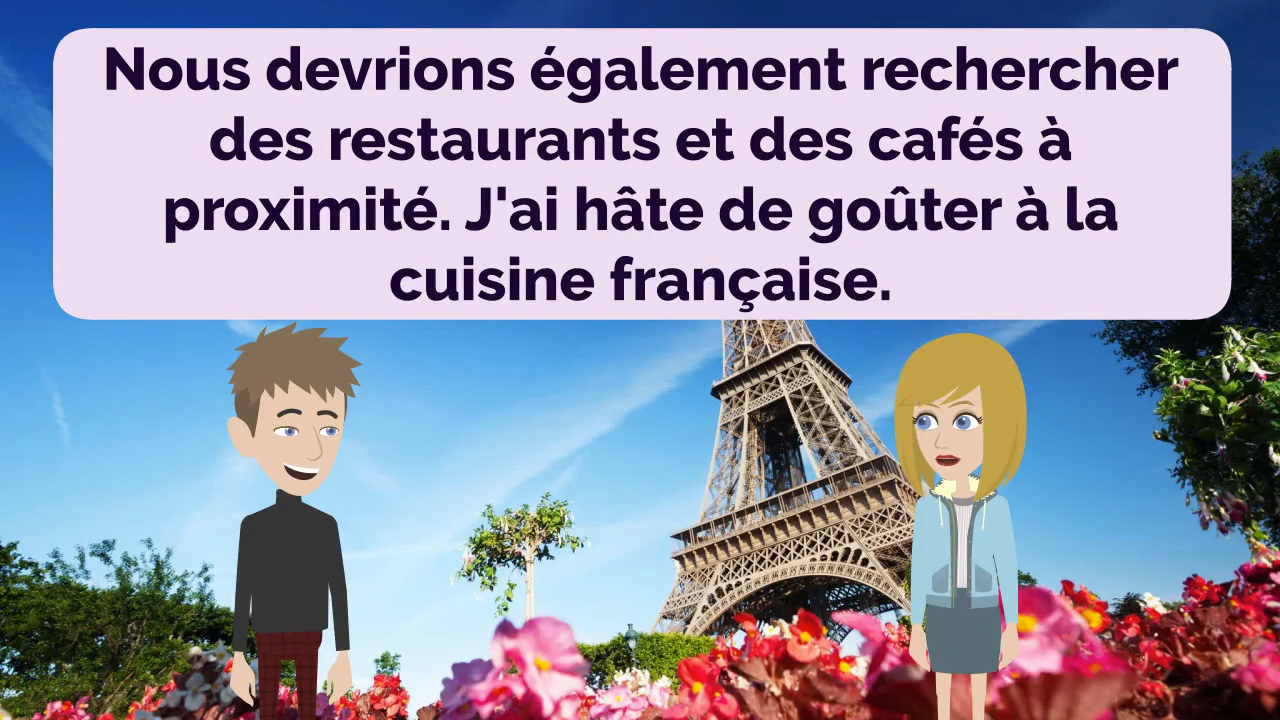 Nous devrions également rechercher
des restaurants et des cafés à
proximité. J'ai hâte de goûter à la
cuisine française.